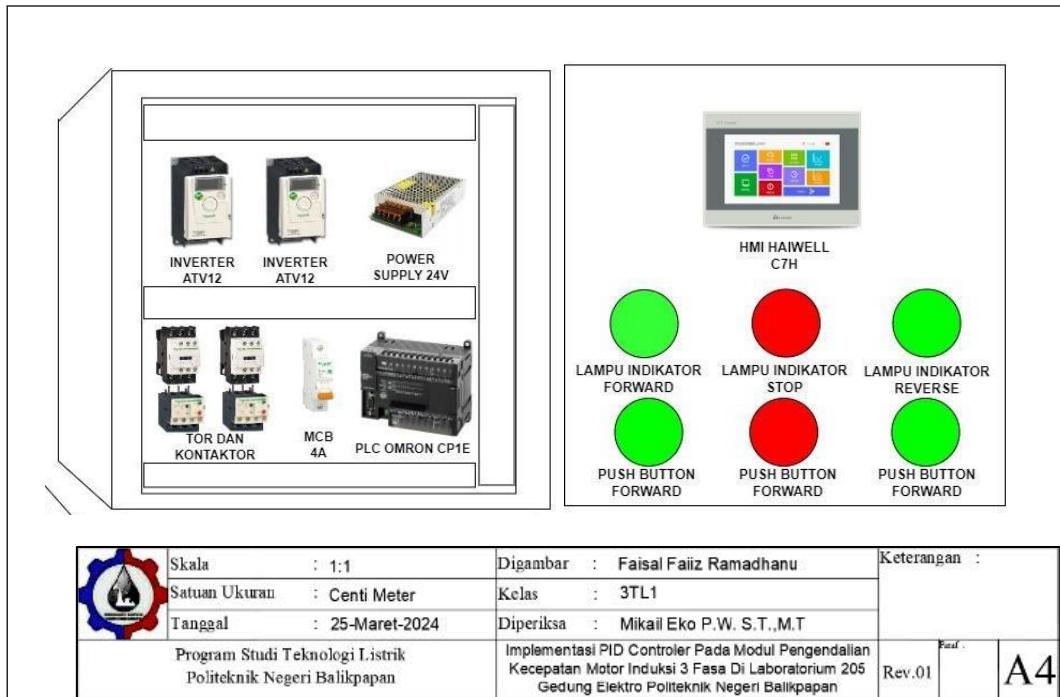 HMI HAIWELL
C7H
INVERTER
ATV12
INVERTER
ATV12
POWER
SUPPLY 24V
TOR DAN
KONTAKTOR
MCB
4A
PLC OMRON CP1E
LAMPU INDIKATOR
FORWARD
LAMPU INDIKATOR
STOP
LAMPU INDIKATOR
REVERSE
PUSH BUTTON
FORWARD
PUSH BUTTON
FORWARD
PUSH BUTTON
FORWARD
Skala : 1:1
Satuan Ukuran : Centi Meter
Tanggal : 25-Maret-2024
Digambar : Faisal Faiiz Ramadhanu
Kelas : 3TL1
Diperiksa : Mikail Eko P.W. S.T.,M.T
Keterangan :
Program Studi Teknologi Listrik
Politeknik Negeri Balikpapan
Implementasi PID Controler Pada Modul Pengendalian
Kecepatan Motor Induksi 3 Fasa Di Laboratorium 205
Gedung Elektro Politeknik Negeri Balikpapan
Rev.01
Paraf :
A4